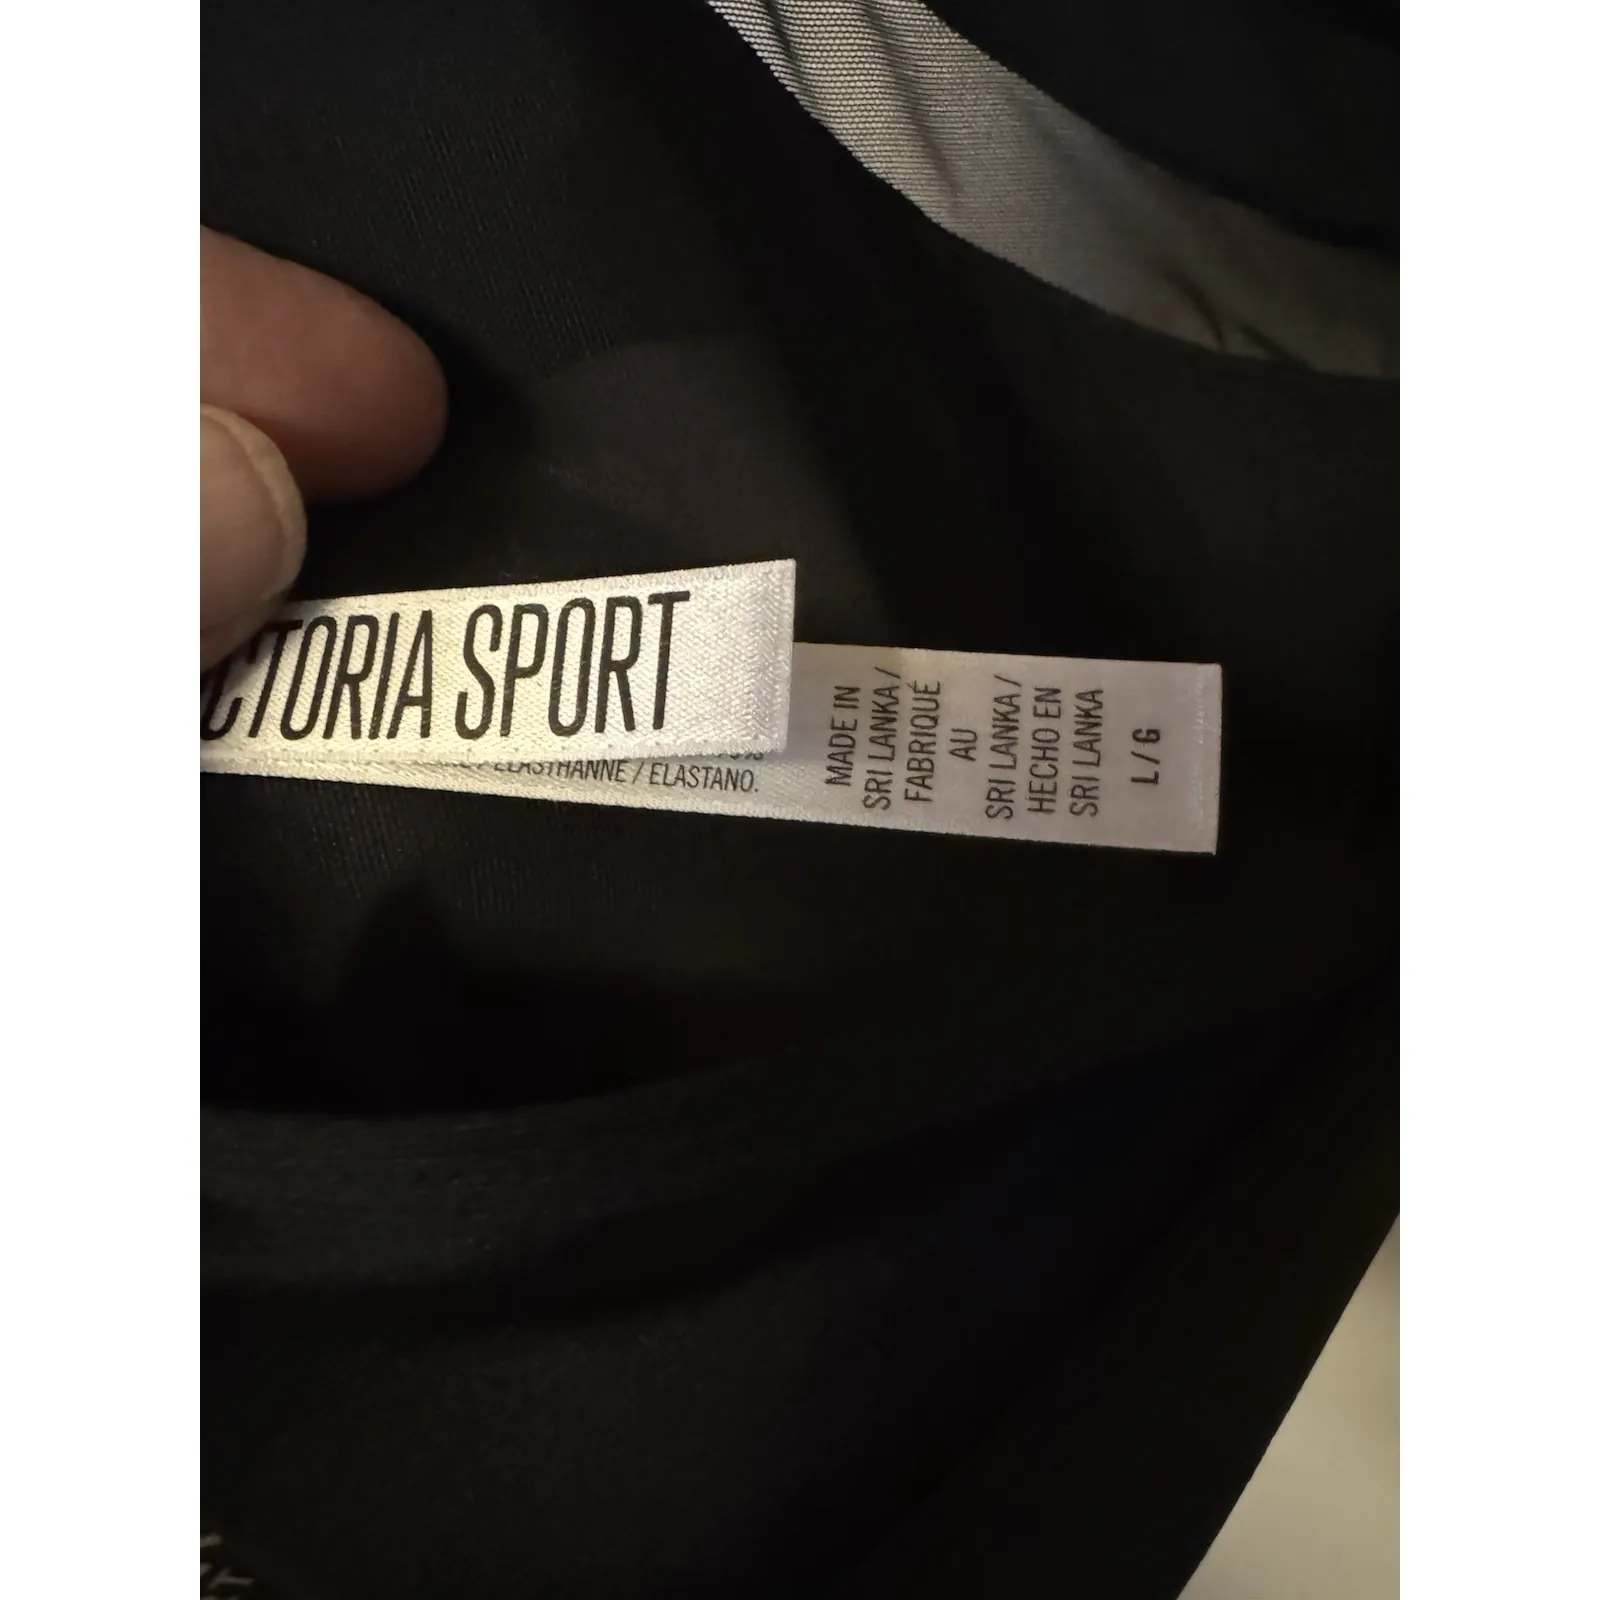 CTORIA SPORT
/ ELASTHANNE / ELASTANO.
MADE IN
SRI LANKA /
FABRIQUÉ
AU
SRI LANKA /
HECHO EN
SRI LANKA
L/G